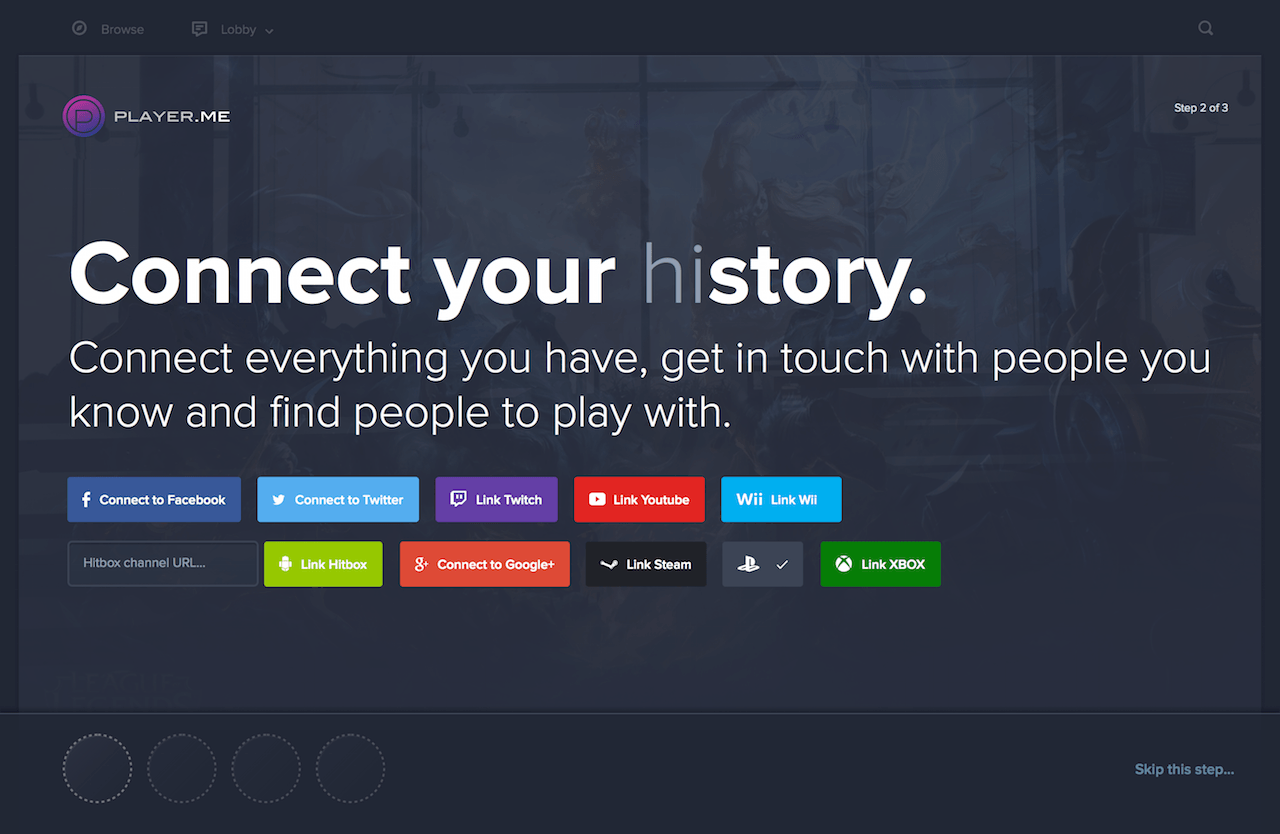 Browse
Lobby
PLAYER.ME
Step 2 of 3
Connect your history.
Connect everything you have, get in touch with people you
know and find people to play with.
Connect to Facebook
Connect to Twitter
Link Twitch
Link Youtube
Wii Link Wii
Hitbox channel URL...
Link Hitbox
g+ Connect to Google+
Link Steam
Link XBOX
LEAGUE
LEGENDS
Skip this step...